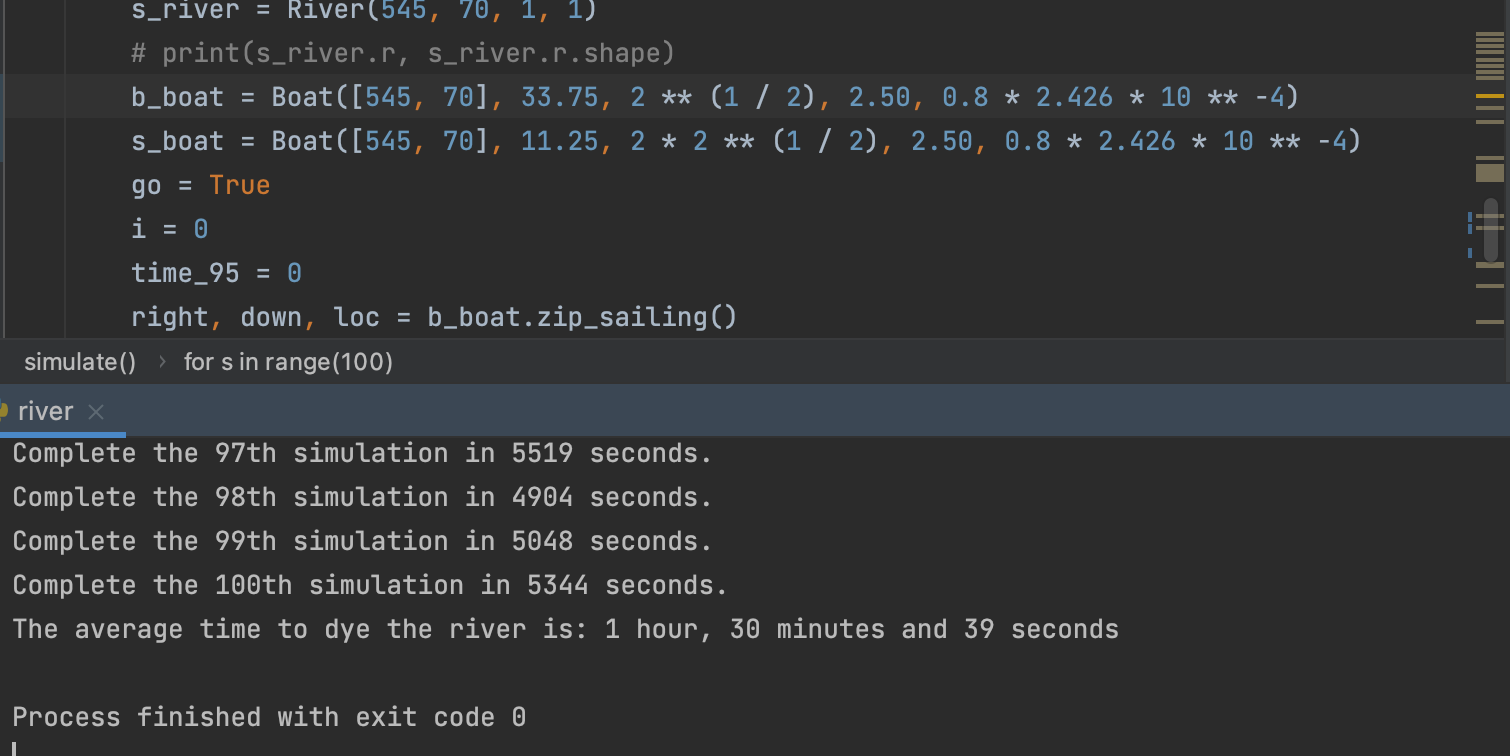 s_river = River(545, 70, 1, 1)
# print(s_river.r, s_river.r.shape)
b_boat = Boat([545, 70], 33.75, 2 ** (1 / 2), 2.50, 0.8 * 2.426 * 10 ** -4)
s_boat = Boat([545, 70], 11.25, 2 * 2 ** (1 / 2), 2.50, 0.8 * 2.426 * 10 ** -4)
go = True
i = 0
time_95 = 0
right, down, loc = b_boat.zip_sailing()
simulate() › for s in range(100)
river ×
Complete the 97th simulation in 5519 seconds.
Complete the 98th simulation in 4904 seconds.
Complete the 99th simulation in 5048 seconds.
Complete the 100th simulation in 5344 seconds.
The average time to dye the river is: 1 hour, 30 minutes and 39 seconds
Process finished with exit code 0